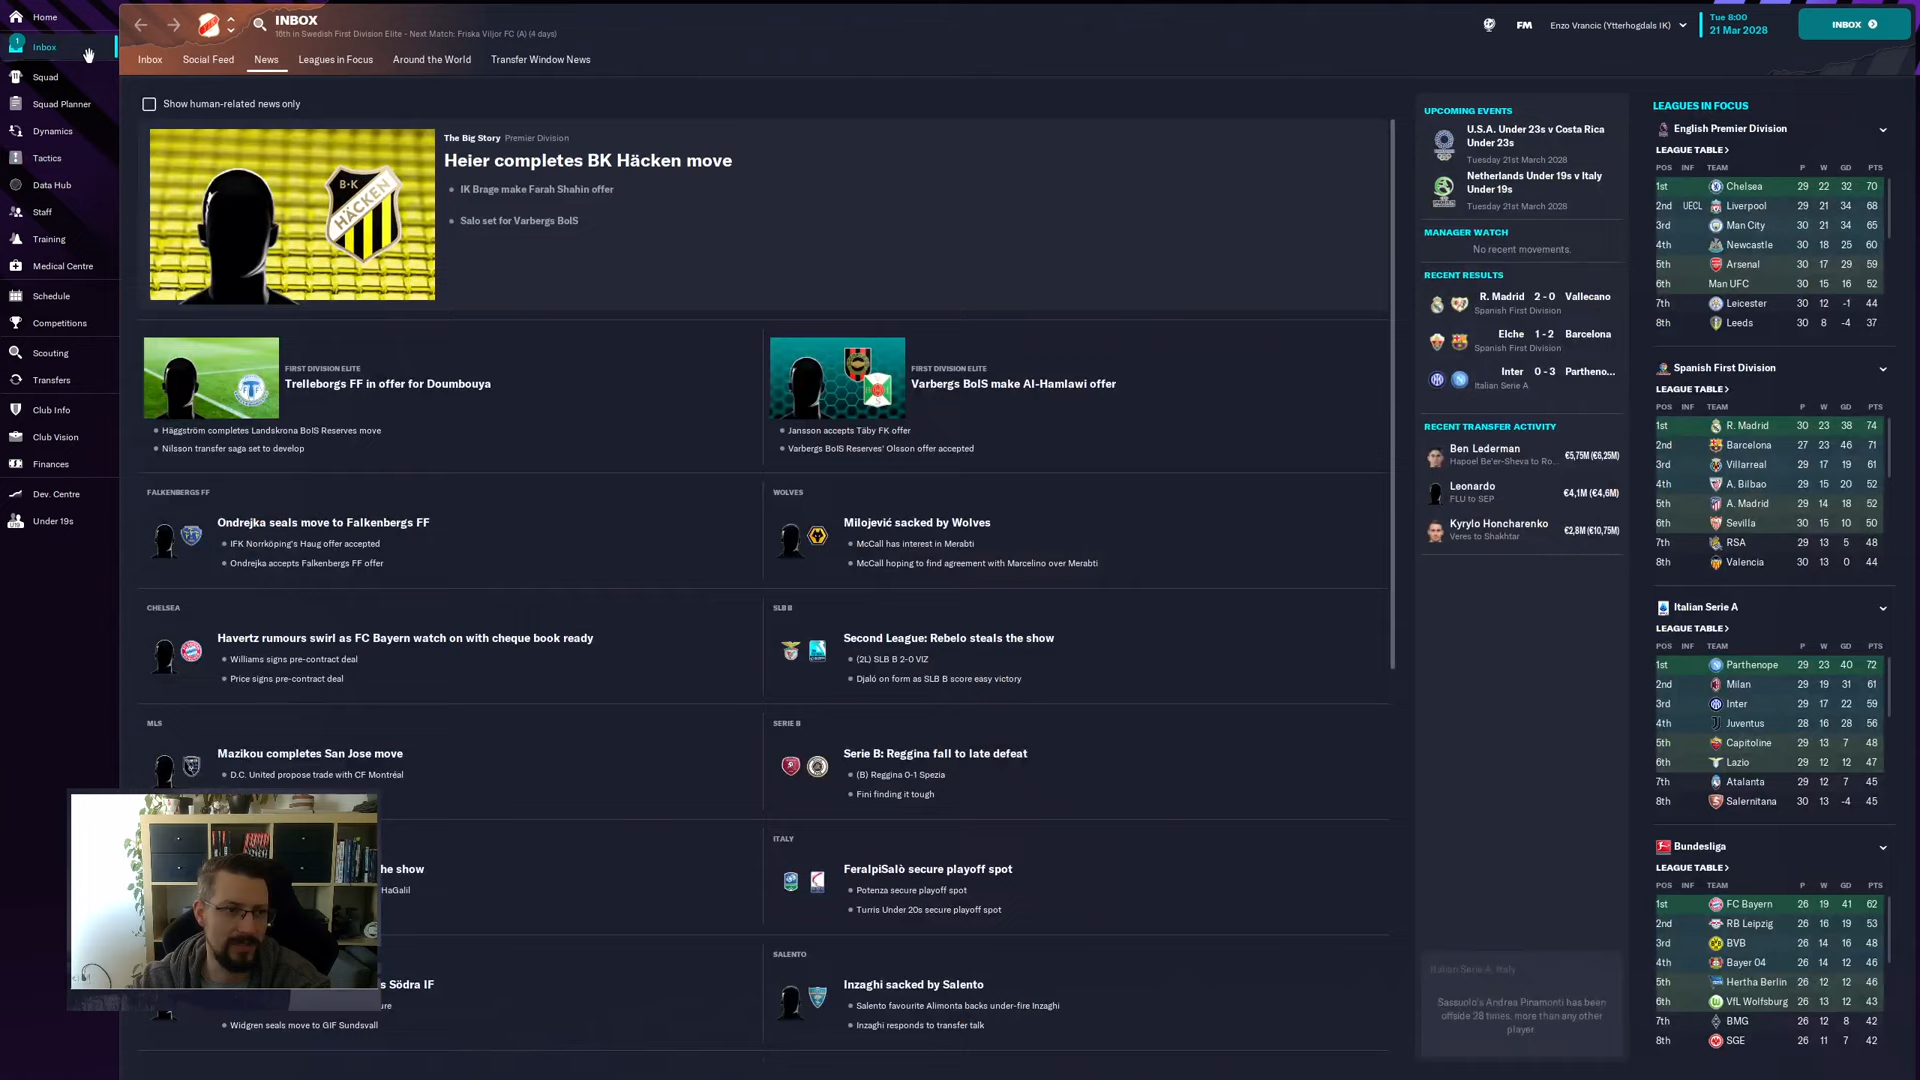 Home
1
Inbox
Squad
Squad Planner
Dynamics
Tactics
Data Hub
Staff
Training
Medical Centre
Schedule
Competitions
Scouting
Transfers
Club Info
Club Vision
Finances
Dev. Centre
Under 19s
INBOX
16th in Swedish First Division Elite - Next Match: Friska Viljor FC (A) (4 days)
FM
Enzo Vrancic (Ytterhogdals IK)
Tue 8:00
21 Mar 2028
INBOX
Inbox Social Feed News Leagues in Focus Around the World Transfer Window News
Show human-related news only
BK
HÄCKEN
The Big Story Premier Division
Heier completes BK Häcken move
IK Brage make Farah Shahin offer
Salo set for Varbergs BoIS
FIRST DIVISION ELITE
Trelleborgs FF in offer for Doumbouya
Häggström completes Landskrona BoIS Reserves move
Nilsson transfer saga set to develop
FIRST DIVISION ELITE
Varbergs BoIS make Al-Hamlawi offer
Jansson accepts Täby FK offer
Varbergs BoIS Reserves' Olsson offer accepted
FALKENBERGS FF
Ondrejka seals move to Falkenbergs FF
IFK Norrköping's Haug offer accepted
Ondrejka accepts Falkenbergs FF offer
WOLVES
Milojević sacked by Wolves
McCall has interest in Merabti
McCall hoping to find agreement with Marcelino over Merabti
CHELSEA
Havertz rumours swirl as FC Bayern watch on with cheque book ready
Williams signs pre-contract deal
Price signs pre-contract deal
SLB B
Second League: Rebelo steals the show
(2L) SLB B 2-0 VIZ
Djaló on form as SLB B score easy victory
MLS
Mazikou completes San Jose move
D.C. United propose trade with CF Montréal
SERIE B
Serie B: Reggina fall to late defeat
(B) Reggina 0-1 Spezia
Fini finding it tough
he show
HaGalil
ITALY
FeralpiSalò secure playoff spot
Potenza secure playoff spot
Turris Under 20s secure playoff spot
s Södra IF
ure
Widgren seals move to GIF Sundsvall
SALENTO
Inzaghi sacked by Salento
Salento favourite Alimonta backs under-fire Inzaghi
Inzaghi responds to transfer talk
UPCOMING EVENTS
U.S.A. Under 23s v Costa Rica
Under 23s
Tuesday 21st March 2028
Netherlands Under 19s v Italy
Under 19s
Tuesday 21st March 2028
MANAGER WATCH
No recent movements.
RECENT RESULTS
R. Madrid 2 - 0 Vallecano
Spanish First Division
Elche 1 - 2 Barcelona
Spanish First Division
Inter 0 - 3 Partheno...
Italian Serie A
RECENT TRANSFER ACTIVITY
Ben Lederman
Hapoel Be'er-Sheva to Ro... €5,75M (€6,25M)
Leonardo
FLU to SEP €4,1M (€4,6M)
Kyrylo Honcharenko
Veres to Shakhtar €2,8M (€10,75M)
Italian Serie A, Italy
Sassuolo's Andrea Pinamonti has been
offside 28 times, more than any other
player.
LEAGUES IN FOCUS
English Premier Division
LEAGUE TABLE >
POS INF TEAM P W GD PTS
1st Chelsea 29 22 32 70
2nd UECL Liverpool 29 21 34 68
3rd Man City 30 21 34 65
4th Newcastle 30 18 25 60
5th Arsenal 30 17 29 59
6th Man UFC 30 15 16 52
7th Leicester 30 12 -1 44
8th Leeds 30 8 -4 37
Spanish First Division
LEAGUE TABLE >
POS INF TEAM P W GD PTS
1st R. Madrid 30 23 38 74
2nd Barcelona 27 23 46 71
3rd Villarreal 29 17 19 61
4th A. Bilbao 29 15 20 52
5th A. Madrid 29 14 18 52
6th Sevilla 30 15 10 50
7th RSA 29 13 5 48
8th Valencia 30 13 0 44
Italian Serie A
LEAGUE TABLE >
POS INF TEAM P W GD PTS
1st Parthenope 29 23 40 72
2nd Milan 29 19 31 61
3rd Inter 29 17 22 59
4th Juventus 28 16 28 56
5th Capitoline 29 13 7 48
6th Lazio 29 12 12 47
7th Atalanta 29 12 7 45
8th Salernitana 30 13 -4 45
Bundesliga
LEAGUE TABLE >
POS INF TEAM P W GD PTS
1st FC Bayern 26 19 41 62
2nd RB Leipzig 26 16 19 53
3rd BVB 26 14 16 48
4th Bayer 04 26 14 12 46
5th Hertha Berlin 26 12 12 46
6th VfL Wolfsburg 26 13 12 43
7th BMG 26 12 8 42
8th SGE 26 11 7 42